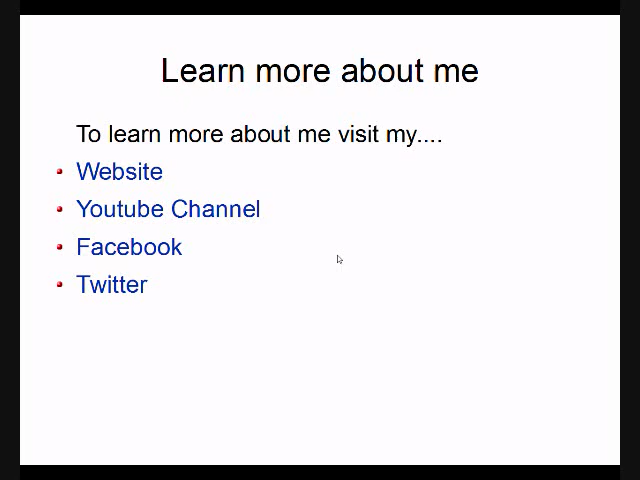 Learn more about me
To learn more about me visit my....
Website
Youtube Channel
Facebook
Twitter